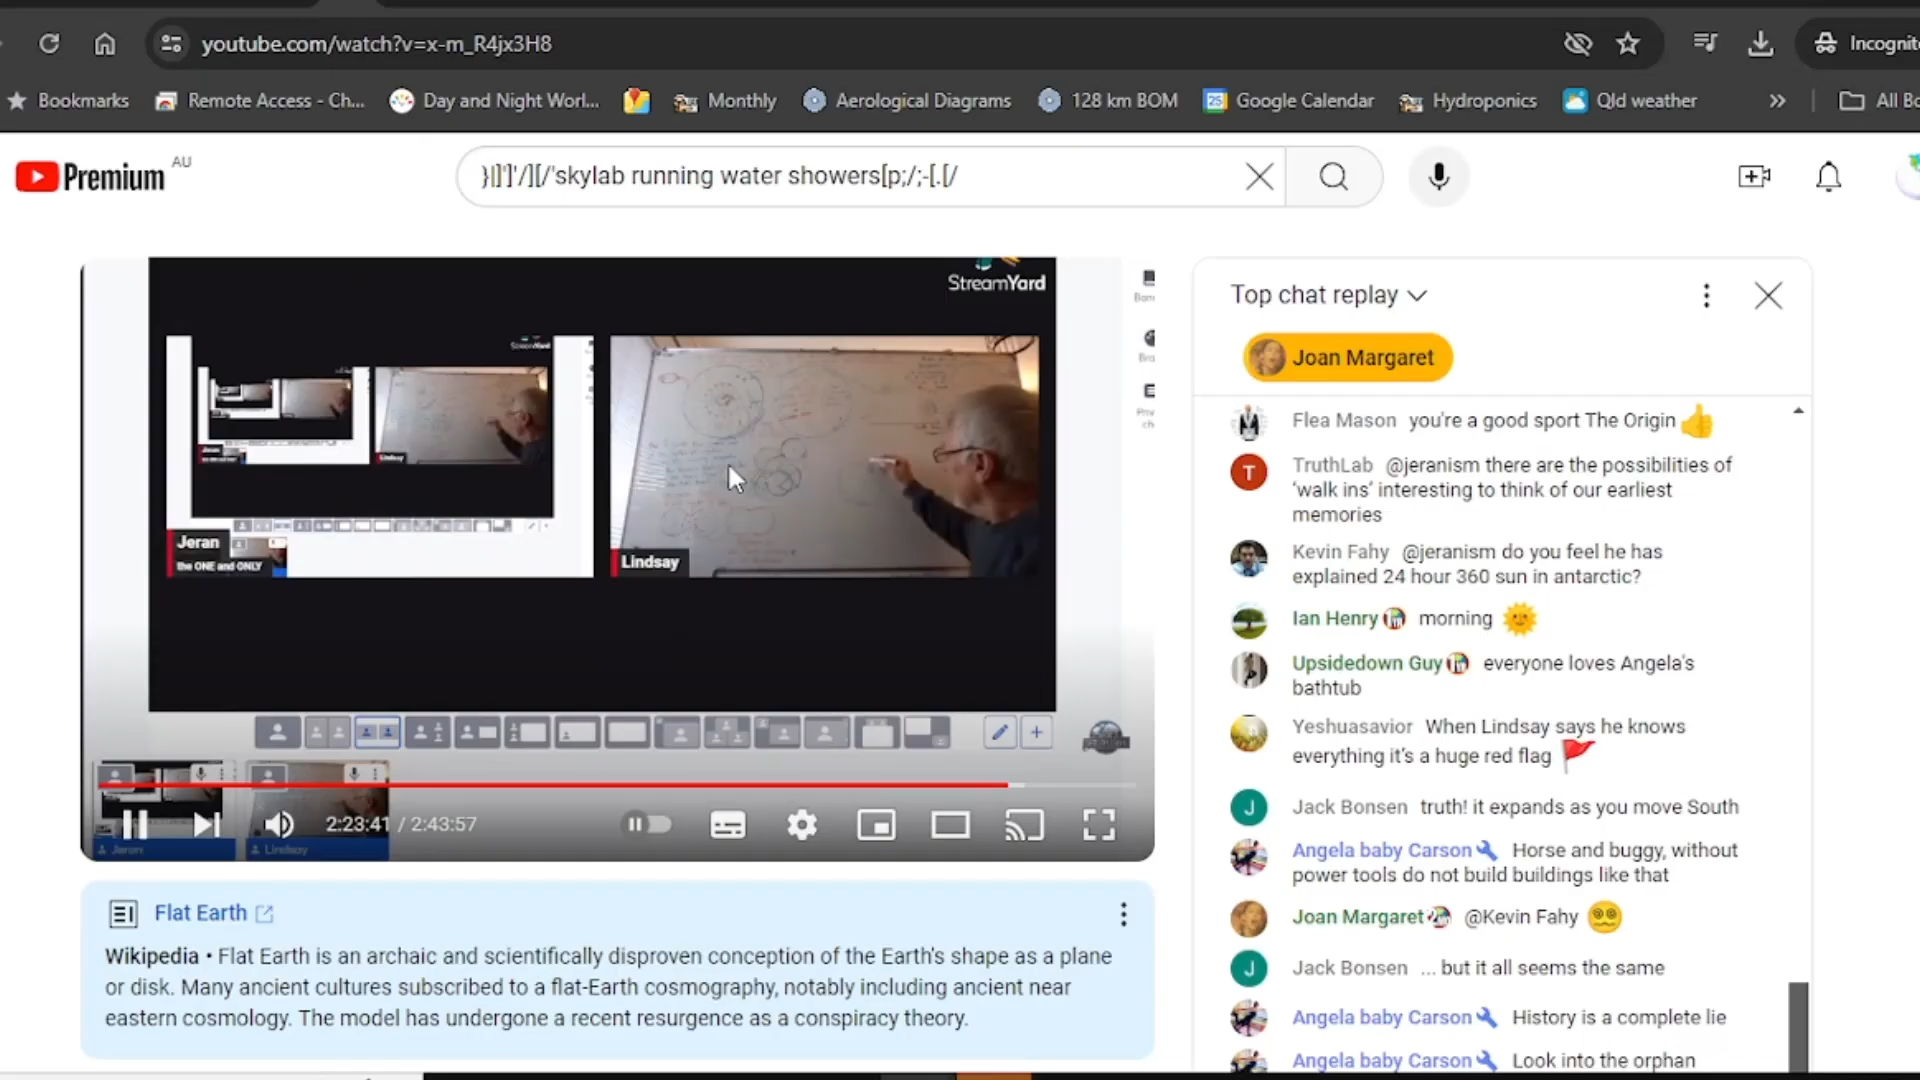 youtube.com/watch?v=x-m_R4jx3H8
Incognit
Bookmarks
Remote Access - Ch...
Day and Night Worl...
Monthly
Aerological Diagrams
128 km BOM
25
Google Calendar
Hydroponics
Qld weather
All Bo
Premium
AU
}|]']'/][/'skylab running water showers[p;/;-[.[/
StreamYard
Jeran
the ONE and ONLY
Lindsay
Jeran
Lindsay
2:23:41 / 2:43:57
Flat Earth
Wikipedia • Flat Earth is an archaic and scientifically disproven conception of the Earth's shape as a plane
or disk. Many ancient cultures subscribed to a flat-Earth cosmography, notably including ancient near
eastern cosmology. The model has undergone a recent resurgence as a conspiracy theory.
Top chat replay
Joan Margaret
Flea Mason you're a good sport The Origin 👍
T
TruthLab @jeranism there are the possibilities of
'walk ins' interesting to think of our earliest
memories
Kevin Fahy @jeranism do you feel he has
explained 24 hour 360 sun in antarctic?
Ian Henry morning 🌞
Upsidedown Guy everyone loves Angela's
bathtub
Yeshuasavior When Lindsay says he knows
everything it's a huge red flag 🚩
J
Jack Bonsen truth! it expands as you move South
Angela baby Carson Horse and buggy, without
power tools do not build buildings like that
Joan Margaret @Kevin Fahy 😵‍💫
J
Jack Bonsen ... but it all seems the same
Angela baby Carson History is a complete lie
Angela baby Carson Look into the orphan